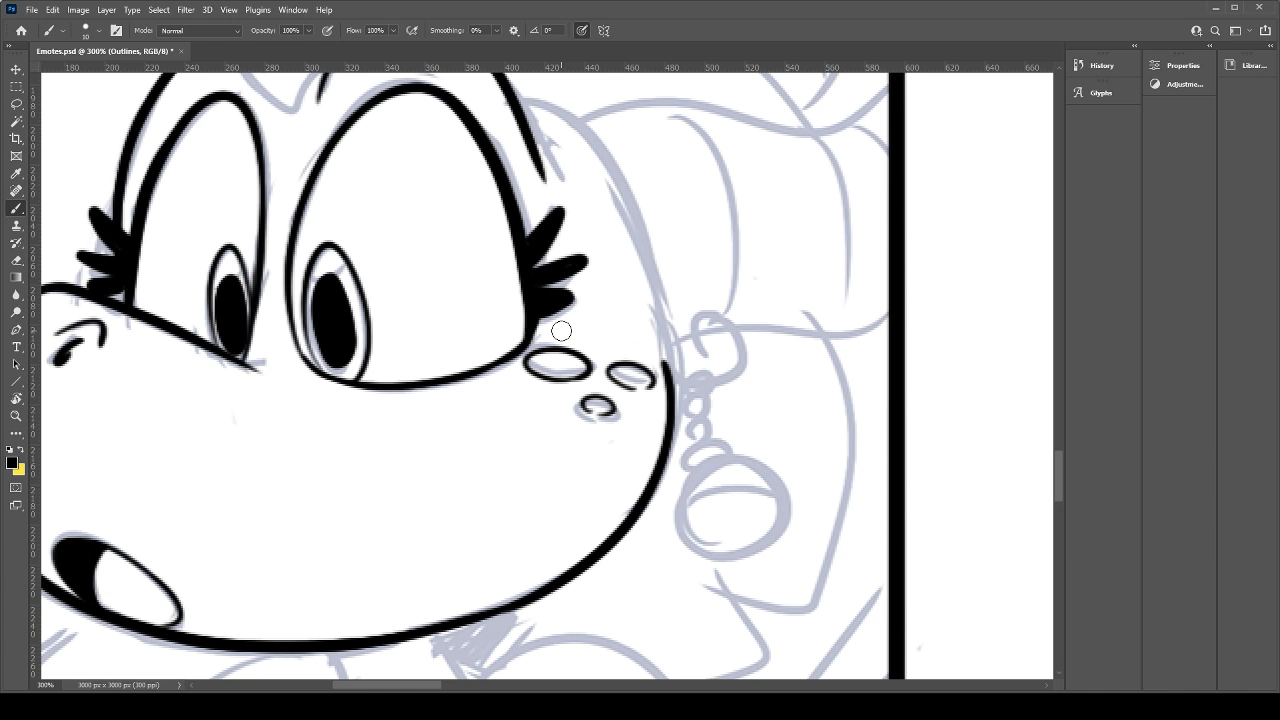 Ps File Edit Image Layer Type Select Filter 3D View Plugins Window Help
10 Mode: Normal Opacity: 100% Flow: 100% Smoothing: 0% 0°
Emotes.psd @ 300% (Outlines, RGB/8) * ×
180 200 220 240 260 280 300 320 340 360 380 400 420 440 460 480 500 520 540 560 580 600 620 640 660
History
Properties
Librar...
Adjustme...
Glyphs
300% 3000 px x 3000 px (300 ppi)